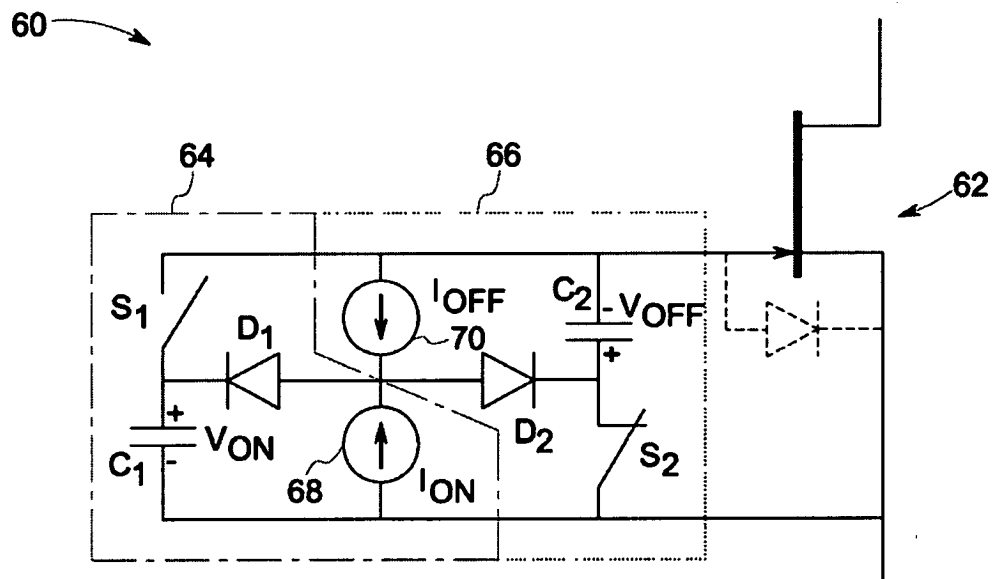 60
64
66
62
S1
D1
IOFF
70
C2
- VOFF
+
+
VON
C1
-
68
ION
D2
S2